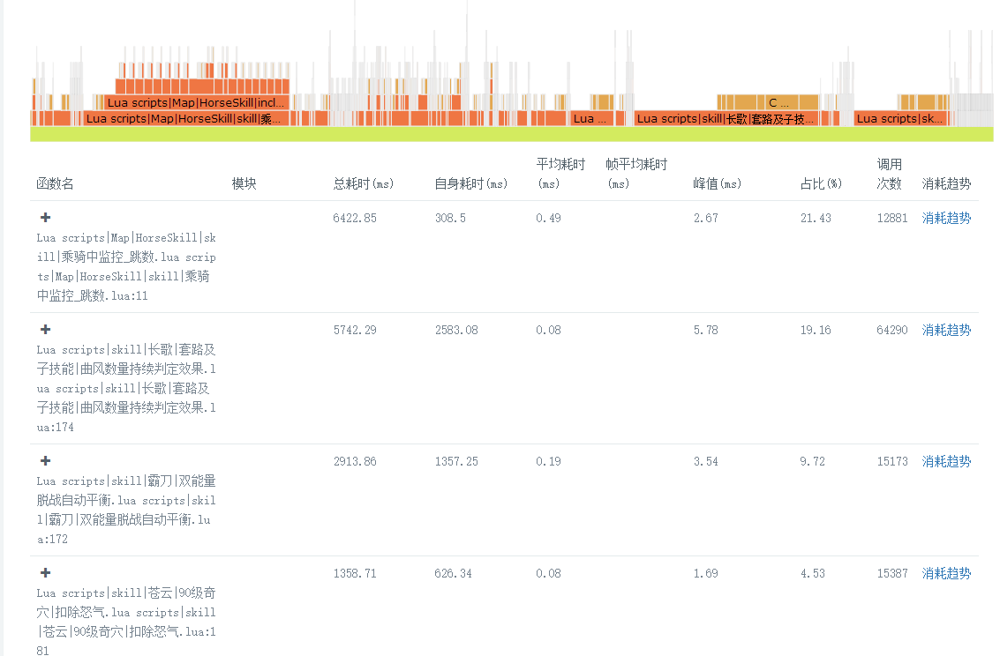 Lua scripts|Map|HorseSkill|incl...
Lua scripts|Map|HorseSkill|skill|乘...
Lua ...
Lua scripts|skill|长歌|套路及子技...
C ...
Lua scripts|sk...
函数名 模块 总耗时(ms) 自身耗时(ms) 平均耗时(ms) 帧平均耗时(ms) 峰值(ms) 占比(%) 调用次数 消耗趋势
+ 6422.85 308.5 0.49 2.67 21.43 12881 消耗趋势
Lua scripts|Map|HorseSkill|sk
ill|乘骑中监控_跳数.lua scrip
ts|Map|HorseSkill|skill|乘骑
中监控_跳数.lua:11
+ 5742.29 2583.08 0.08 5.78 19.16 64290 消耗趋势
Lua scripts|skill|长歌|套路及
子技能|曲风数量持续判定效果.l
ua scripts|skill|长歌|套路及
子技能|曲风数量持续判定效果.l
ua:174
+ 2913.86 1357.25 0.19 3.54 9.72 15173 消耗趋势
Lua scripts|skill|霸刀|双能量
脱战自动平衡.lua scripts|skil
l|霸刀|双能量脱战自动平衡.lu
a:172
+ 1358.71 626.34 0.08 1.69 4.53 15387 消耗趋势
Lua scripts|skill|苍云|90级奇
穴|扣除怒气.lua scripts|skill
|苍云|90级奇穴|扣除怒气.lua:1
81